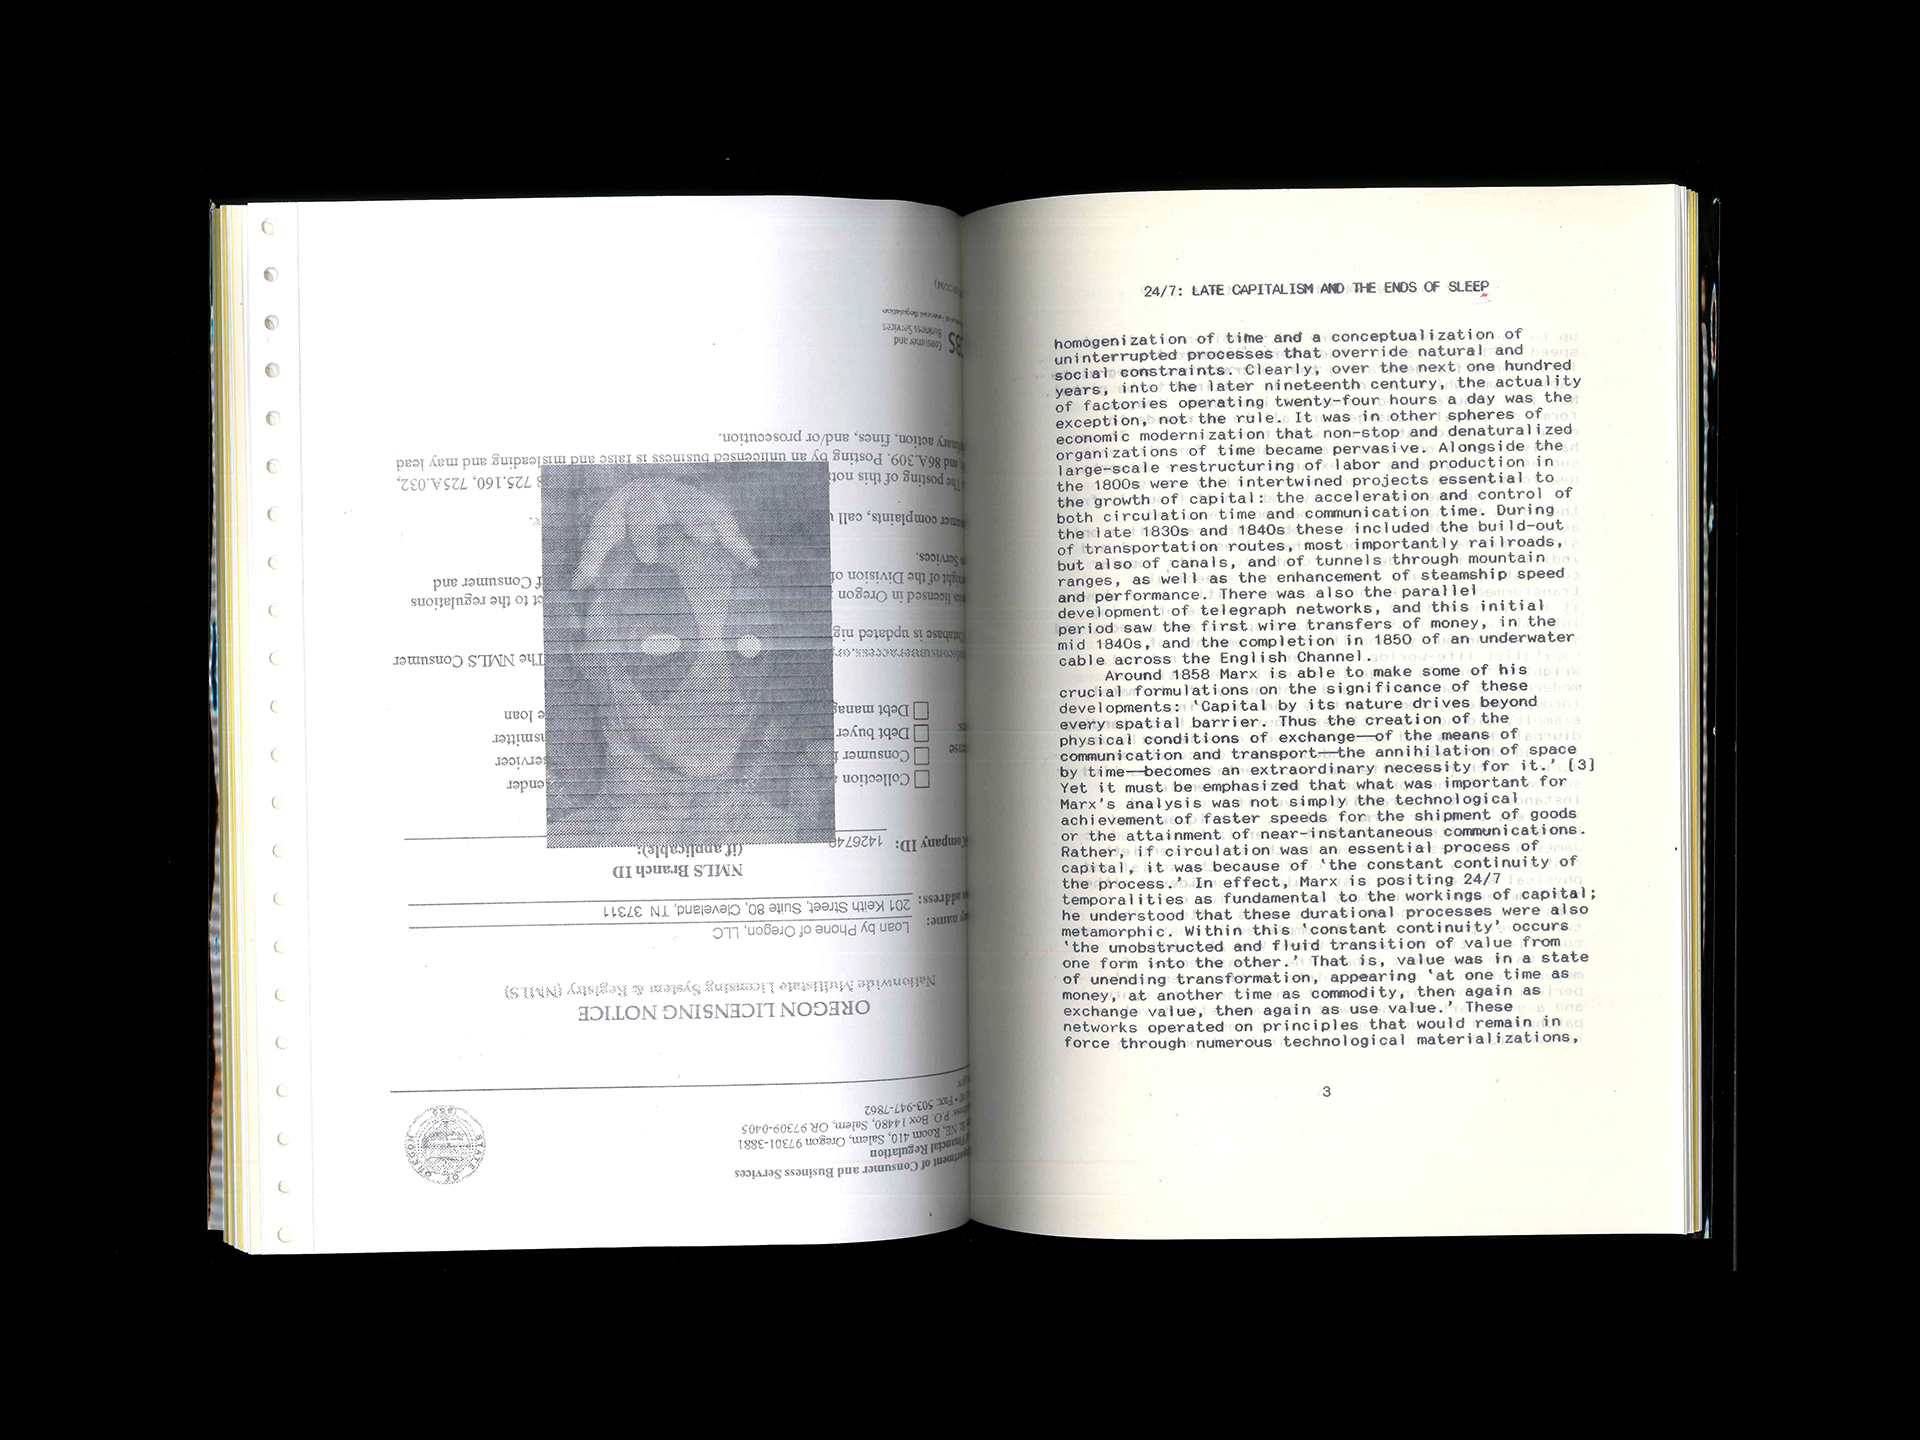 of Consumer and Business Services
Financial Regulation
NE, Room 410, Salem, Oregon 97301-3881
P.O. Box 14480, Salem, OR 97309-0405
• Fax: 503-947-7862
STATE OF OREGON
1859
OREGON LICENSING NOTICE
Nationwide Multistate Licensing System & Registry (NMLS)
name: Loan by Phone of Oregon, LLC
address: 201 Keith Street, Suite 80, Cleveland, TN 37311
NMLS Branch ID
Company ID: 1426740 (if applicable):
Collection
Consumer
Debt buyer
Debt
loan
Database is updated
The NMLS Consumer
licensed in Oregon
to the regulations
of the Division of
of Consumer and
Services.
complaints, call
The posting of this
725.160, 725A.032,
and 86A.309. Posting by an unlicensed business is false and misleading and may lead
action, fines, and/or prosecution.
Consumer and
Business Services
24/7: LATE CAPITALISM AND THE ENDS OF SLEEP
homogenization of time and a conceptualization of
uninterrupted processes that override natural and
social constraints. Clearly, over the next one hundred
years, into the later nineteenth century, the actuality
of factories operating twenty-four hours a day was the
exception, not the rule. It was in other spheres of
economic modernization that non-stop and denaturalized
organizations of time became pervasive. Alongside the
large-scale restructuring of labor and production in
the 1800s were the intertwined projects essential to
the growth of capital: the acceleration and control of
both circulation time and communication time. During
the late 1830s and 1840s these included the build-out
of transportation routes, most importantly railroads,
but also of canals, and of tunnels through mountain
ranges, as well as the enhancement of steamship speed
and performance. There was also the parallel
development of telegraph networks, and this initial
period saw the first wire transfers of money, in the
mid 1840s, and the completion in 1850 of an underwater
cable across the English Channel.
Around 1858 Marx is able to make some of his
crucial formulations on the significance of these
developments: ‘Capital by its nature drives beyond
every spatial barrier. Thus the creation of the
physical conditions of exchange—of the means of
communication and transport—the annihilation of space
by time—becomes an extraordinary necessity for it.’ [3]
Yet it must be emphasized that what was important for
Marx's analysis was not simply the technological
achievement of faster speeds for the shipment of goods
or the attainment of near-instantaneous communications.
Rather, if circulation was an essential process of
capital, it was because of ‘the constant continuity of
the process.’ In effect, Marx is positing 24/7
temporalities as fundamental to the workings of capital;
he understood that these durational processes were also
metamorphic. Within this ‘constant continuity’ occurs
‘the unobstructed and fluid transition of value from
one form into the other.’ That is, value was in a state
of unending transformation, appearing ‘at one time as
money, at another time as commodity, then again as
exchange value, then again as use value.’ These
networks operated on principles that would remain in
force through numerous technological materializations,
3